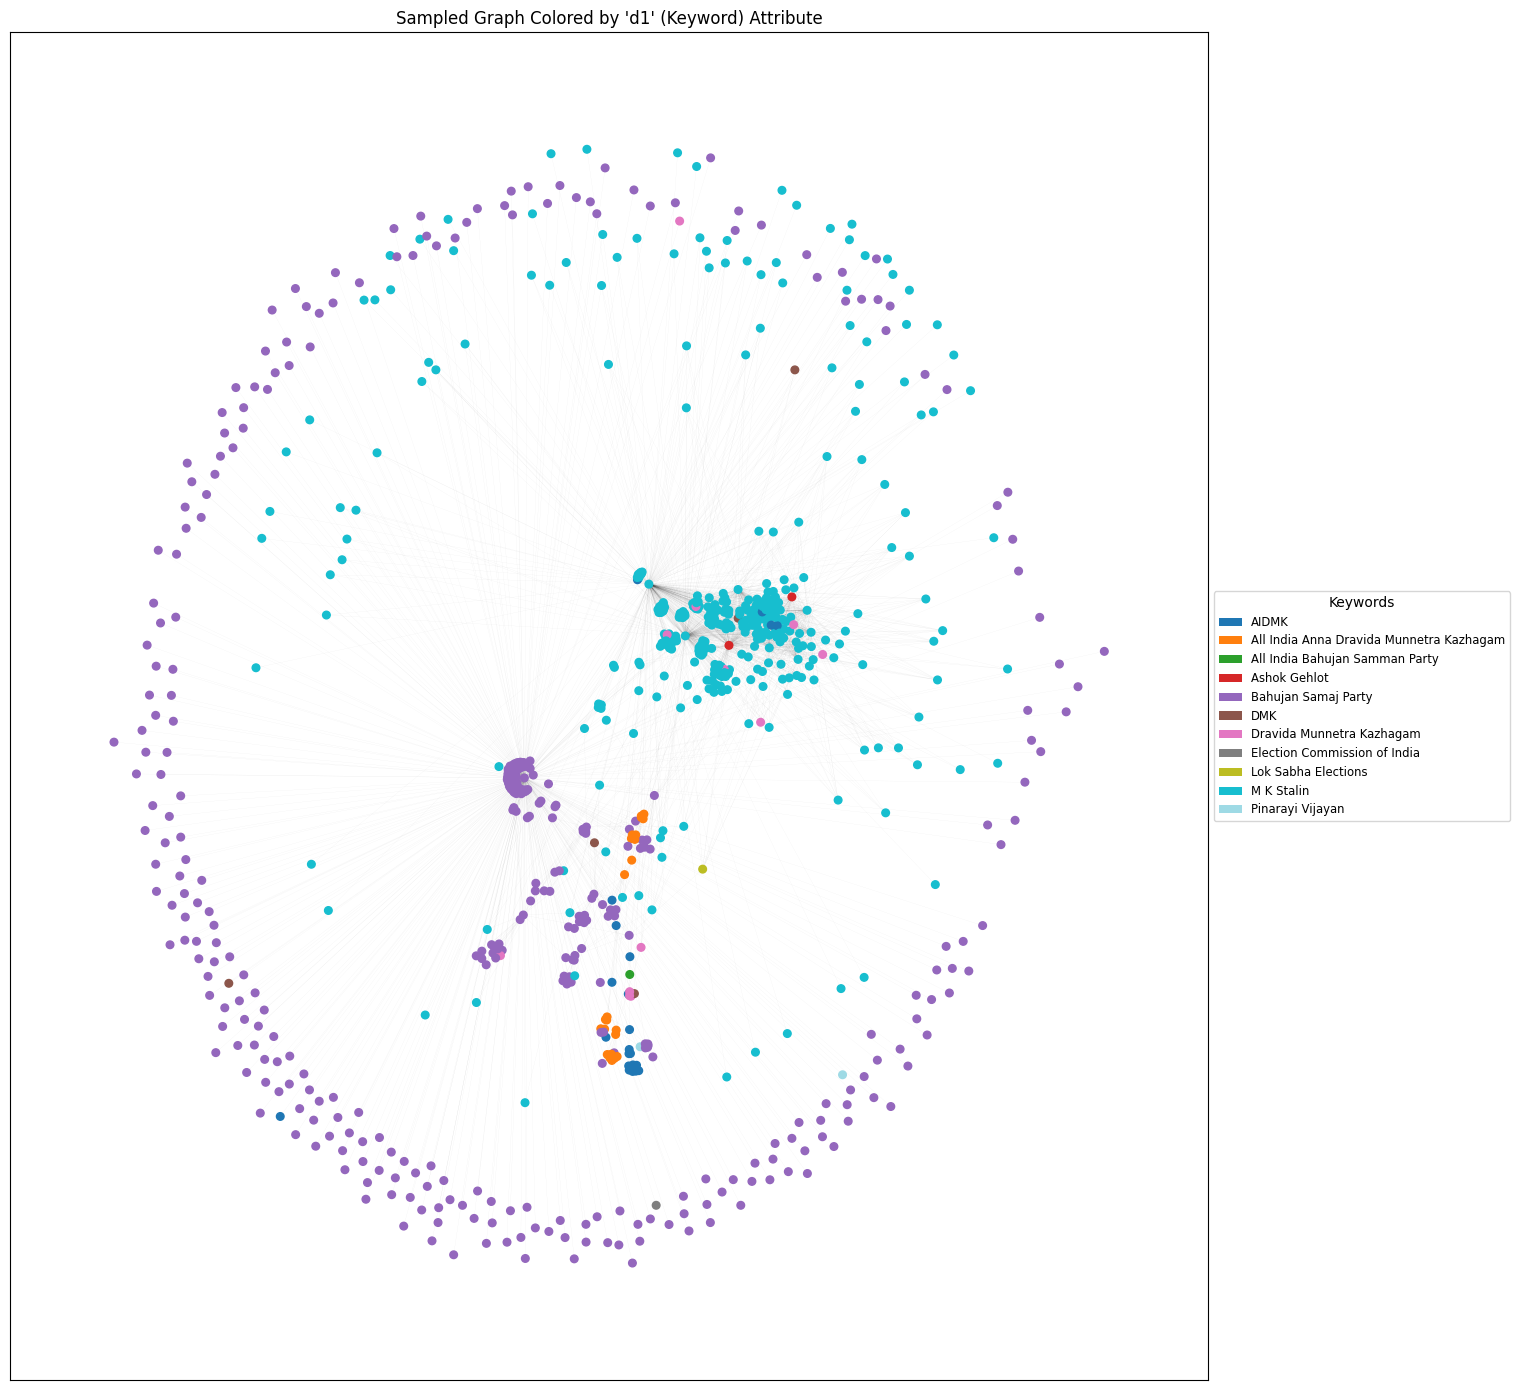 Sampled Graph Colored by 'd1' (Keyword) Attribute
Keywords
AIDMK
All India Anna Dravida Munnetra Kazhagam
All India Bahujan Samman Party
Ashok Gehlot
Bahujan Samaj Party
DMK
Dravida Munnetra Kazhagam
Election Commission of India
Lok Sabha Elections
M K Stalin
Pinarayi Vijayan